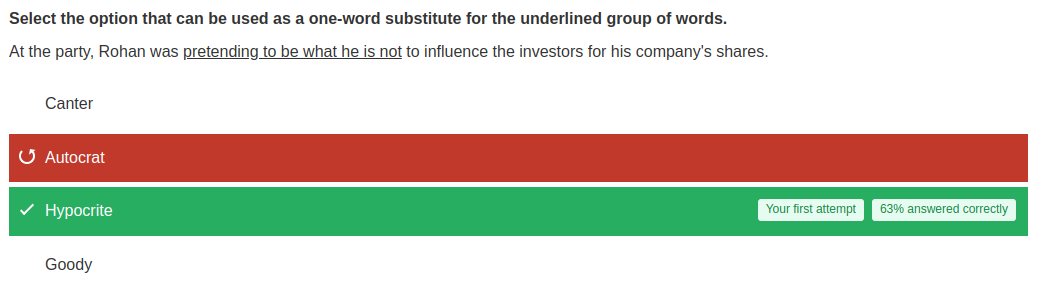 Select the option that can be used as a one-word substitute for the underlined group of words.
At the party, Rohan was pretending to be what he is not to influence the investors for his company's shares.
Canter
Autocrat
Hypocrite Your first attempt 63% answered correctly
Goody